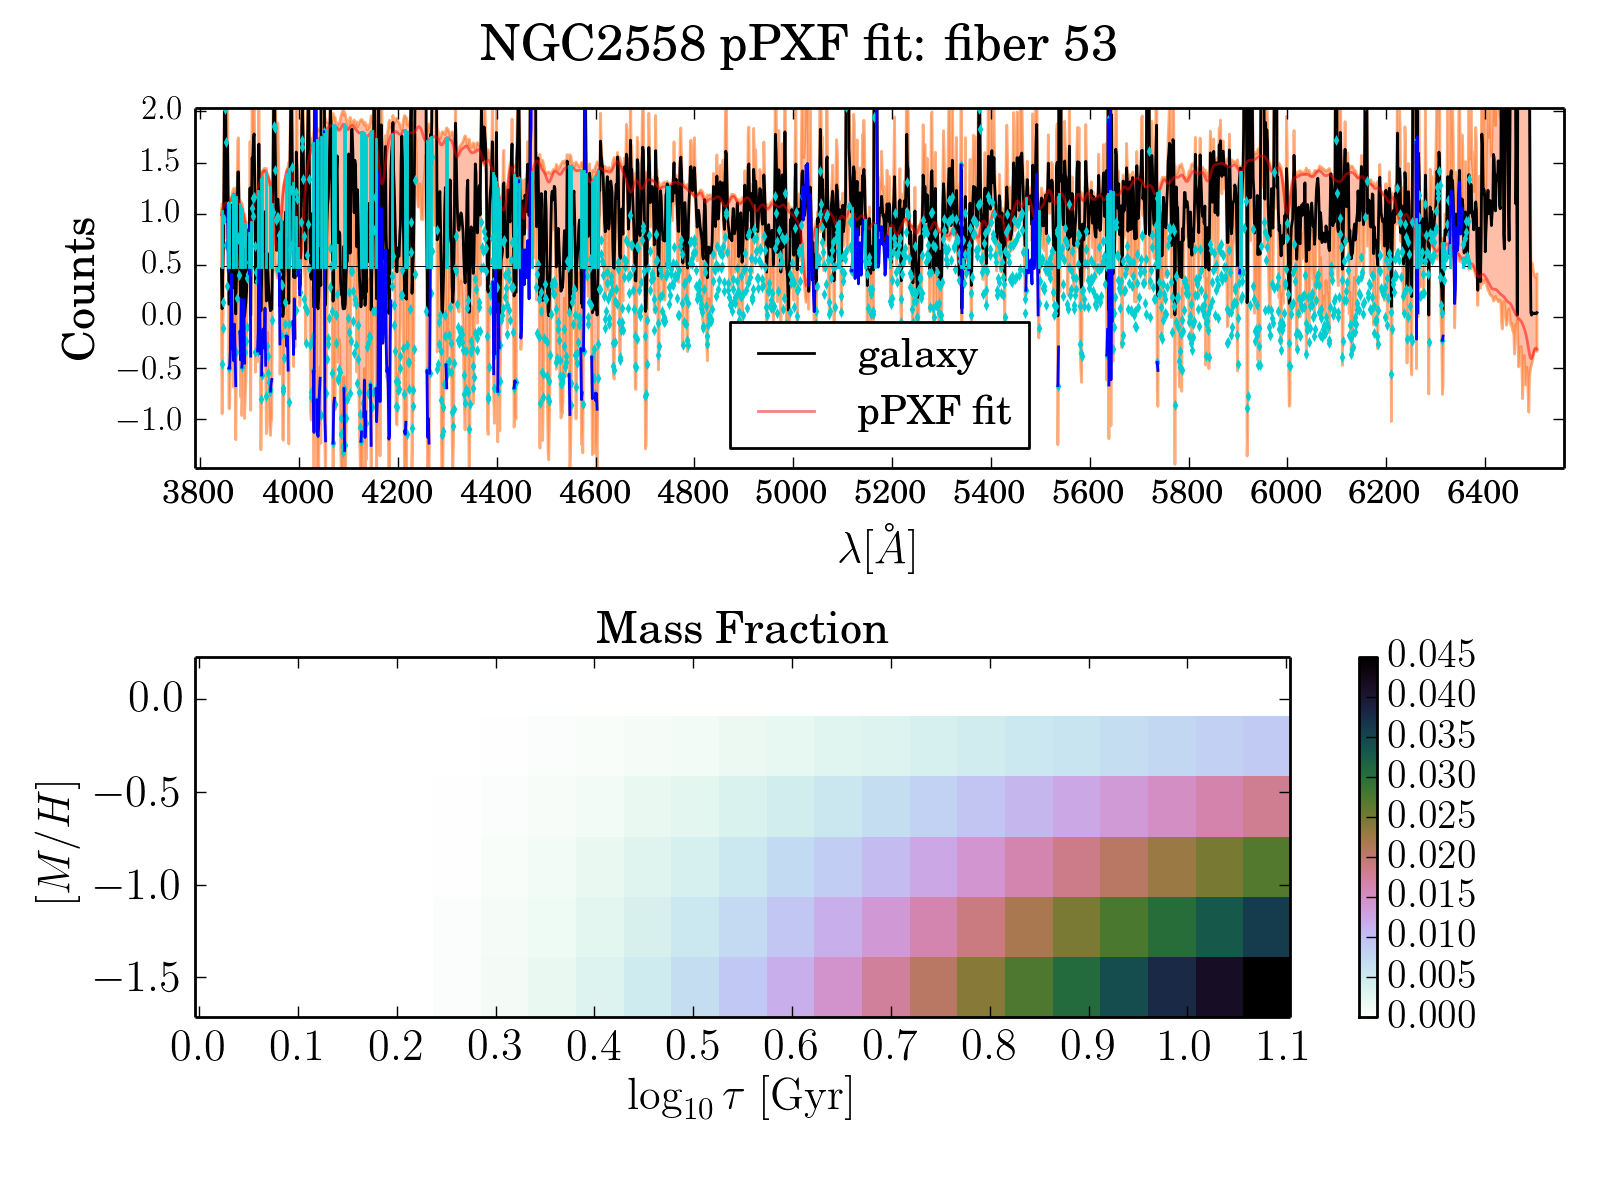 NGC2558 pPXF fit: fiber 53
Counts
2.0
1.5
1.0
0.5
0.0
−0.5
−1.0
galaxy
pPXF fit
3800 4000 4200 4400 4600 4800 5000 5200 5400 5600 5800 6000 6200 6400
λ[Å]
Mass Fraction
[M/H]
0.0
−0.5
−1.0
−1.5
0.0 0.1 0.2 0.3 0.4 0.5 0.6 0.7 0.8 0.9 1.0 1.1
log₁₀ τ [Gyr]
0.045
0.040
0.035
0.030
0.025
0.020
0.015
0.010
0.005
0.000